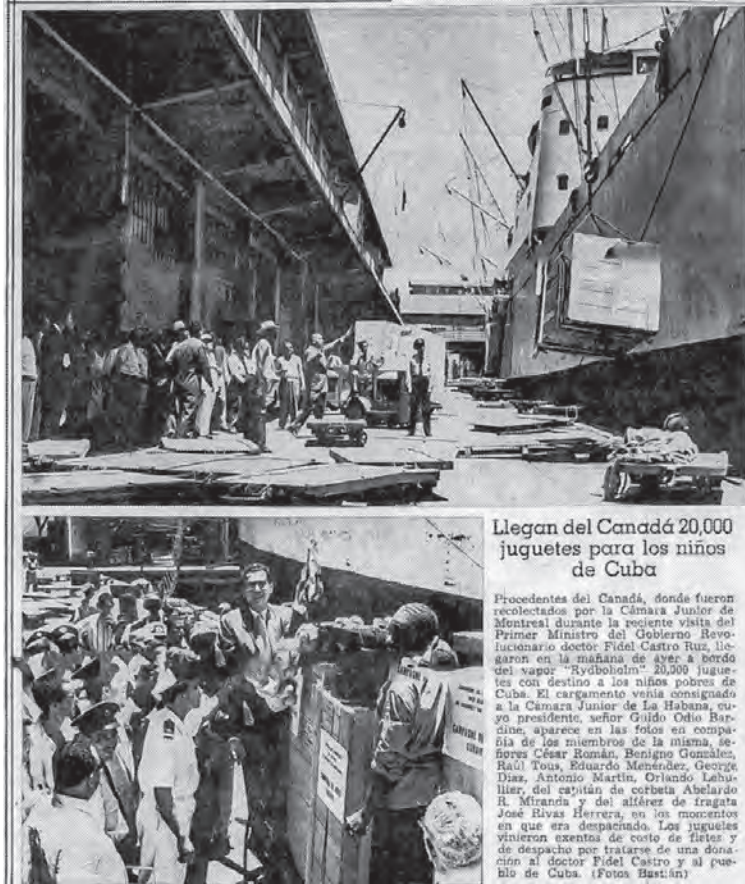 Llegan del Canadá 20,000
juguetes para los niños
de Cuba
Procedentes del Canadá, donde fueron
recolectados por la Cámara Junior de
Montreal durante la reciente visita del
Primer Ministro del Gobierno Revo-
lucionario doctor Fidel Castro Ruz, lle-
garon en la mañana de ayer a bordo
del vapor "Rydboholm" 20,000 jugue-
tes con destino a los niños pobres de
Cuba. El cargamento venía consignado
a la Cámara Junior de La Habana, cu-
yo presidente, señor Guido Odio Bar-
dine, aparece en las fotos en compa-
ñía de los miembros de la misma, se-
ñores César Román, Benigno González,
Raúl Tous, Eduardo Menéndez, George
Díaz, Antonio Martín, Orlando Lehu-
llier, del capitán de corbeta Abelardo
R. Miranda y del alférez de fragata
José Rivas Herrera, en los momentos
en que era despachado. Los juguetes
vinieron exentos de costo de fletes y
de despacho por tratarse de una dona-
ción al doctor Fidel Castro y al pue-
blo de Cuba. (Fotos Bastián)
CAMPAGNE